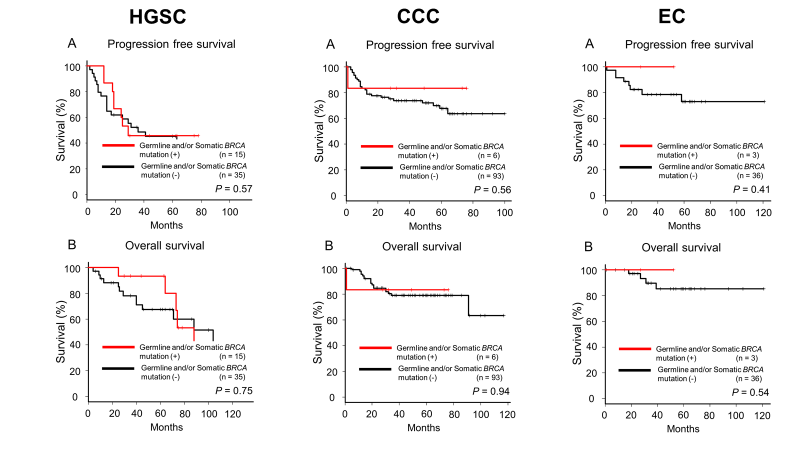 HGSC
A Progression free survival
Survival (%)
100
80
60
40
20
0
Germline and/or Somatic BRCA
mutation (+) (n = 15)
Germline and/or Somatic BRCA
mutation (-) (n = 35)
P = 0.57
0 20 40 60 80 100
Months
B Overall survival
Survival (%)
100
80
60
40
20
0
Germline and/or Somatic BRCA
mutation (+) (n = 15)
Germline and/or Somatic BRCA
mutation (-) (n = 35)
P = 0.75
0 20 40 60 80 100 120
Months
CCC
A Progression free survival
Survival (%)
100
80
60
40
20
0
Germline and/or Somatic BRCA
mutation (+) (n = 6)
Germline and/or Somatic BRCA
mutation (-) (n = 93)
P = 0.56
0 20 40 60 80 100
Months
B Overall survival
Survival (%)
100
80
60
40
20
0
Germline and/or Somatic BRCA
mutation (+) (n = 6)
Germline and/or Somatic BRCA
mutation (-) (n = 93)
P = 0.94
0 20 40 60 80 100 120
Months
EC
A Progression free survival
Survival (%)
100
80
60
40
20
0
Germline and/or Somatic BRCA
mutation (+) (n = 3)
Germline and/or Somatic BRCA
mutation (-) (n = 36)
P = 0.41
0 20 40 60 80 100 120
Months
B Overall survival
Survival (%)
100
80
60
40
20
0
Germline and/or Somatic BRCA
mutation (+) (n = 3)
Germline and/or Somatic BRCA
mutation (-) (n = 36)
P = 0.54
0 20 40 60 80 100 120
Months